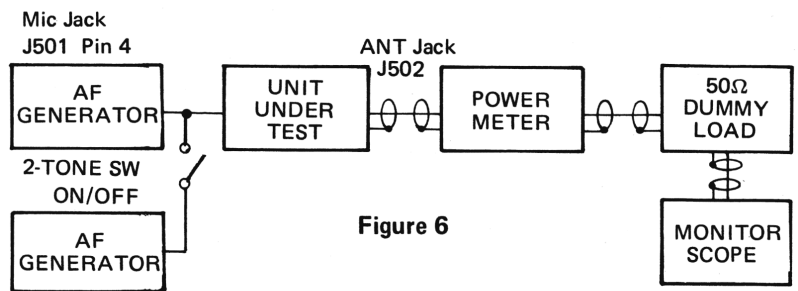 Mic Jack
J501 Pin 4
AF
GENERATOR
2-TONE SW
ON/OFF
AF
GENERATOR
UNIT
UNDER
TEST
ANT Jack
J502
POWER
METER
50Ω
DUMMY
LOAD
MONITOR
SCOPE
Figure 6